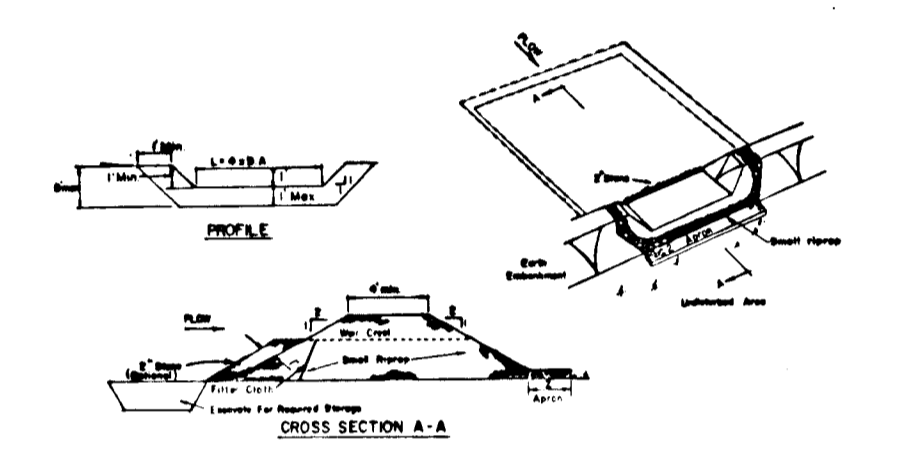 FLOW
A
1' Min.
L = 4 x D A
1' Min
1' Max
PROFILE
2" Stone
Apron
Small riprap
Earth
Embankment
A
Undisturbed Area
4' min.
FLOW
2
1
2
1
Weir Crest
2" Stone
(Optional)
Small Riprap
Filter Cloth
Excavate For Required Storage
Apron
CROSS SECTION A-A